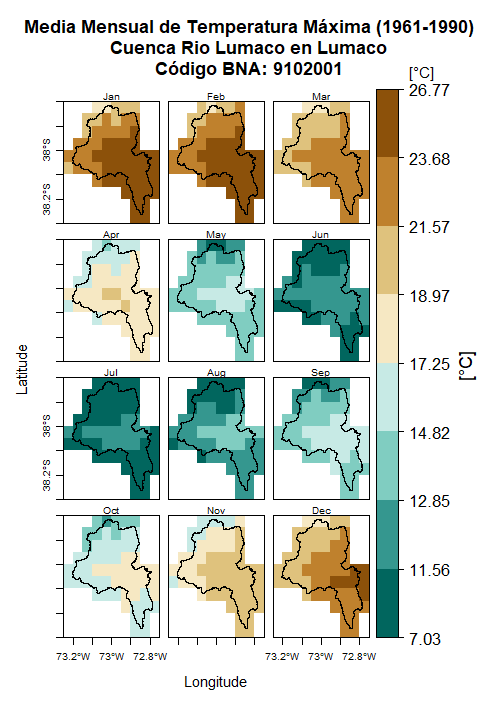 Media Mensual de Temperatura Máxima (1961-1990)
Cuenca Rio Lumaco en Lumaco
Código BNA: 9102001
[°C]
Jan Feb Mar
38°S
38.2°S
Apr May Jun
Jul Aug Sep
38°S
38.2°S
Oct Nov Dec
73.2°W 73°W 72.8°W 73.2°W 73°W 72.8°W
Latitude
Longitude
26.77
23.68
21.57
18.97
17.25
14.82
12.85
11.56
7.03
[°C]